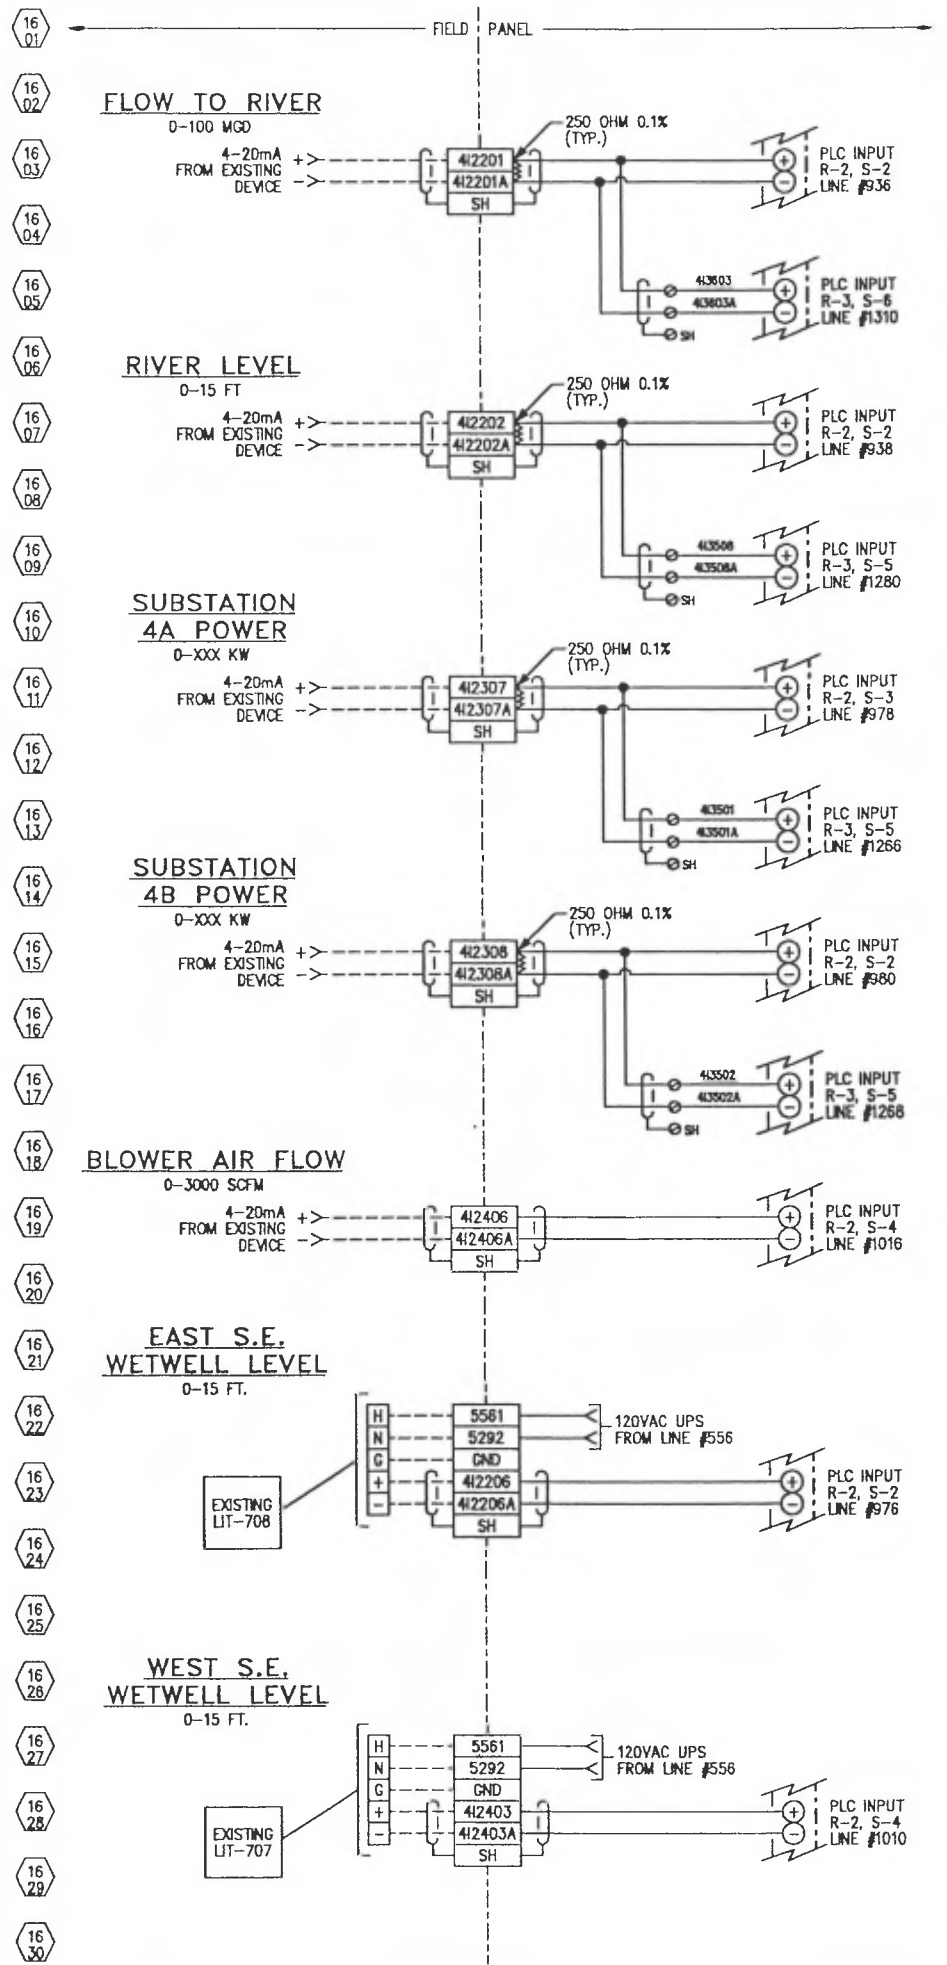 16
01
FIELD PANEL
16
02
FLOW TO RIVER
0-100 MGD
250 OHM 0.1%
(TYP.)
16
03
4-20mA
FROM EXISTING
DEVICE
+
-
4I2201
4I2201A
SH
+
-
PLC INPUT
R-2, S-2
LINE #936
16
04
16
05
4I3603
4I3603A
SH
+
-
PLC INPUT
R-3, S-6
LINE #1310
16
06
RIVER LEVEL
0-15 FT
250 OHM 0.1%
(TYP.)
16
07
4-20mA
FROM EXISTING
DEVICE
+
-
4I2202
4I2202A
SH
+
-
PLC INPUT
R-2, S-2
LINE #938
16
08
16
09
4I3508
4I3508A
SH
+
-
PLC INPUT
R-3, S-5
LINE #1280
16
10
SUBSTATION
4A POWER
0-XXX KW
250 OHM 0.1%
(TYP.)
16
11
4-20mA
FROM EXISTING
DEVICE
+
-
4I2307
4I2307A
SH
+
-
PLC INPUT
R-2, S-3
LINE #978
16
12
16
13
4I3501
4I3501A
SH
+
-
PLC INPUT
R-3, S-5
LINE #1266
16
14
SUBSTATION
4B POWER
0-XXX KW
250 OHM 0.1%
(TYP.)
16
15
4-20mA
FROM EXISTING
DEVICE
+
-
4I2308
4I2308A
SH
+
-
PLC INPUT
R-2, S-2
LINE #980
16
16
16
17
4I3502
4I3502A
SH
+
-
PLC INPUT
R-3, S-5
LINE #1268
16
18
BLOWER AIR FLOW
0-3000 SCFM
16
19
4-20mA
FROM EXISTING
DEVICE
+
-
4I2406
4I2406A
SH
+
-
PLC INPUT
R-2, S-4
LINE #1016
16
20
16
21
EAST S.E.
WETWELL LEVEL
0-15 FT.
16
22
H
N
G
+
-
5561
5292
GND
4I2206
4I2206A
SH
120VAC UPS
FROM LINE #556
16
23
EXISTING
LIT-708
+
-
PLC INPUT
R-2, S-2
LINE #976
16
24
16
25
16
26
WEST S.E.
WETWELL LEVEL
0-15 FT.
16
27
H
N
G
+
-
5561
5292
GND
4I2403
4I2403A
SH
120VAC UPS
FROM LINE #556
16
28
EXISTING
LIT-707
+
-
PLC INPUT
R-2, S-4
LINE #1010
16
29
16
30